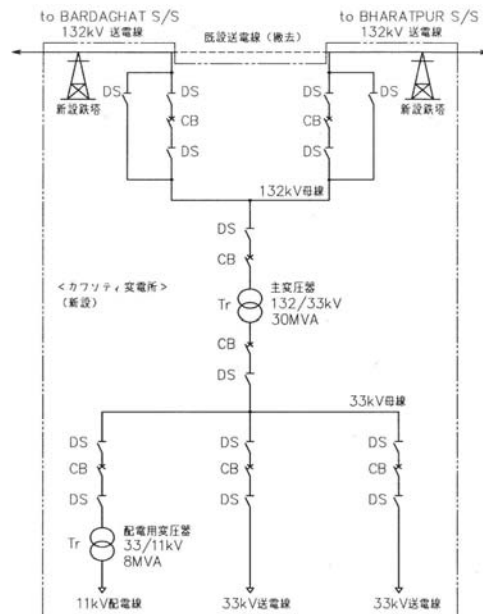 to BARDAGHAT S/S
132kV 送電線
既設送電線（撤去）
to BHARATPUR S/S
132kV 送電線
DS
DS
DS
DS
新設鉄塔
CB
CB
新設鉄塔
DS
DS
132kV母線
DS
CB
＜カワソティ変電所＞
（新設）
Tr
主変圧器
132/33kV
30MVA
CB
DS
33kV母線
DS
DS
DS
CB
CB
CB
DS
DS
DS
Tr
配電用変圧器
33/11kV
8MVA
11kV配電線
33kV送電線
33kV送電線